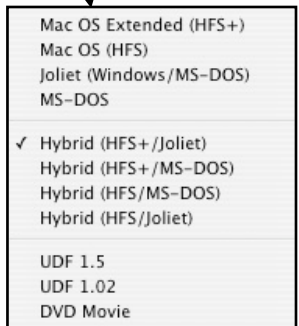 Mac OS Extended (HFS+)
Mac OS (HFS)
Joliet (Windows/MS-DOS)
MS-DOS
✓ Hybrid (HFS+/Joliet)
Hybrid (HFS+/MS-DOS)
Hybrid (HFS/MS-DOS)
Hybrid (HFS/Joliet)
UDF 1.5
UDF 1.02
DVD Movie